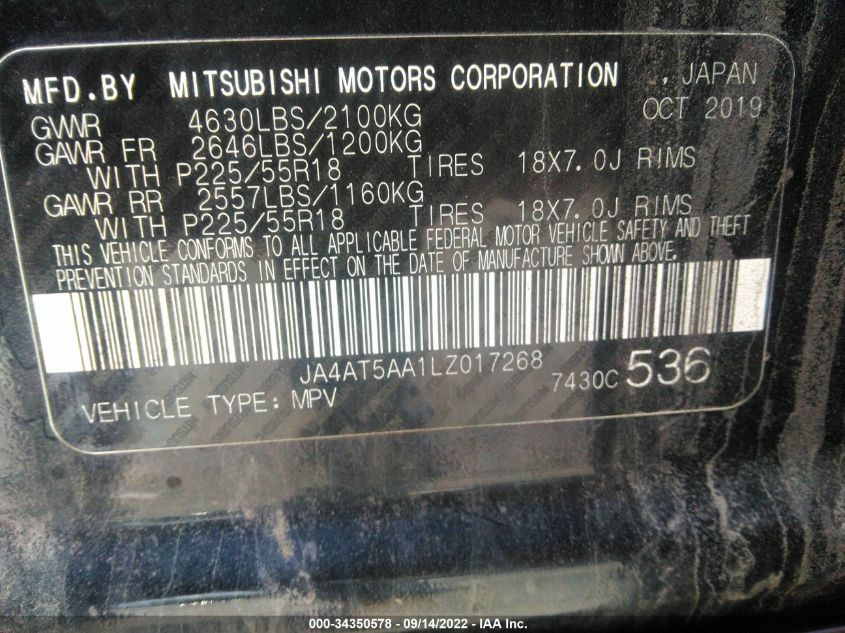 MFD.BY MITSUBISHI MOTORS CORPORATION , JAPAN
GVWR 4630LBS/2100KG OCT 2019
GAWR FR 2646LBS/1200KG
WITH P225/55R18 TIRES 18X7.0J RIMS
GAWR RR 2557LBS/1160KG
WITH P225/55R18 TIRES 18X7.0J RIMS
THIS VEHICLE CONFORMS TO ALL APPLICABLE FEDERAL MOTOR VEHICLE SAFETY AND THEFT
PREVENTION STANDARDS IN EFFECT ON THE DATE OF MANUFACTURE SHOWN ABOVE.
JA4AT5AA1LZ017268 7430C 536
VEHICLE TYPE: MPV
000-34350578 - 09/14/2022 - IAA Inc.